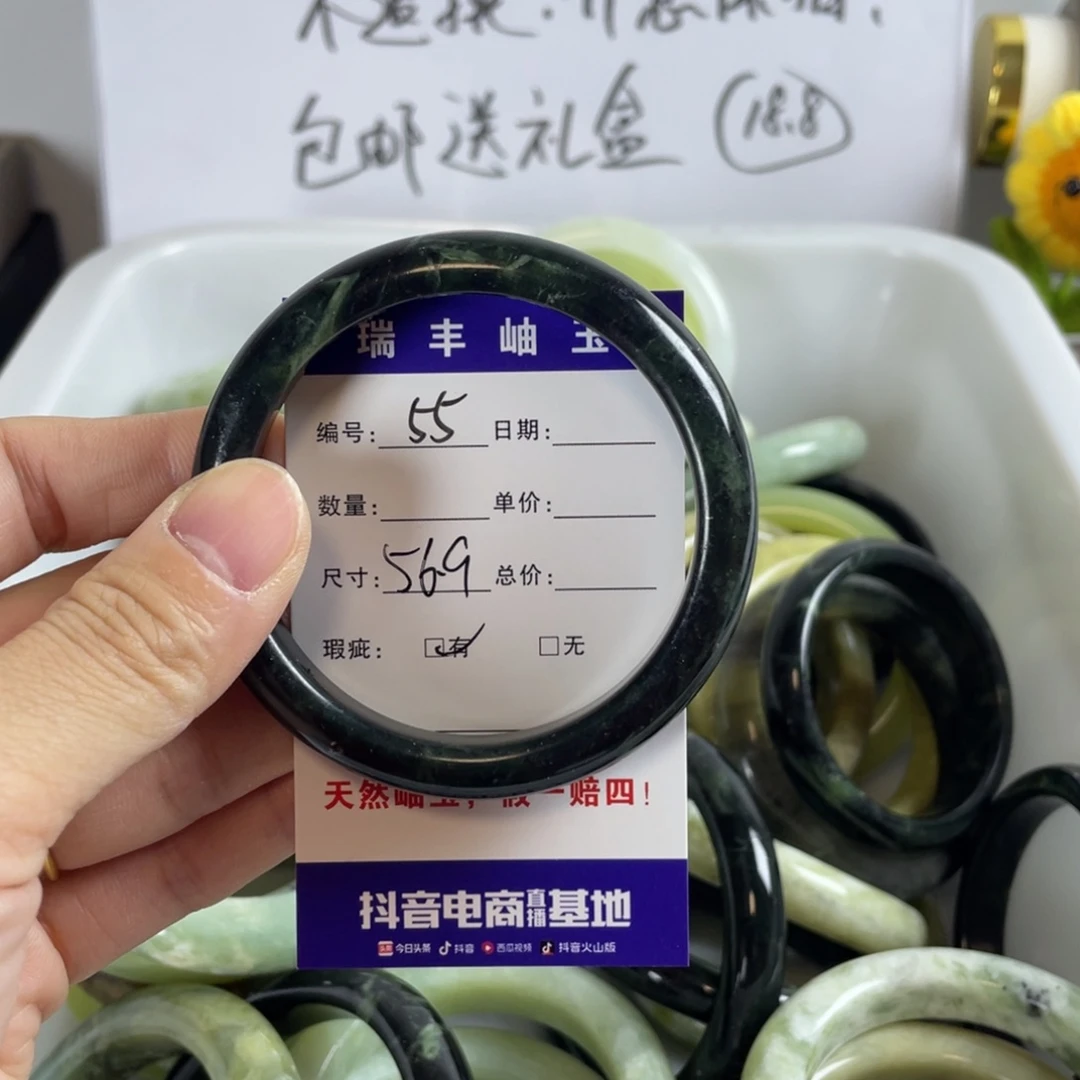 包邮送礼盒 18.8
瑞丰岫玉
编号: 55 日期:
数量: 单价:
尺寸: 56.9 总价:
瑕疵: 有 无
天然岫玉,假一赔四!
抖音电商直播基地
头条 今日头条 抖音 西瓜视频 抖音火山版